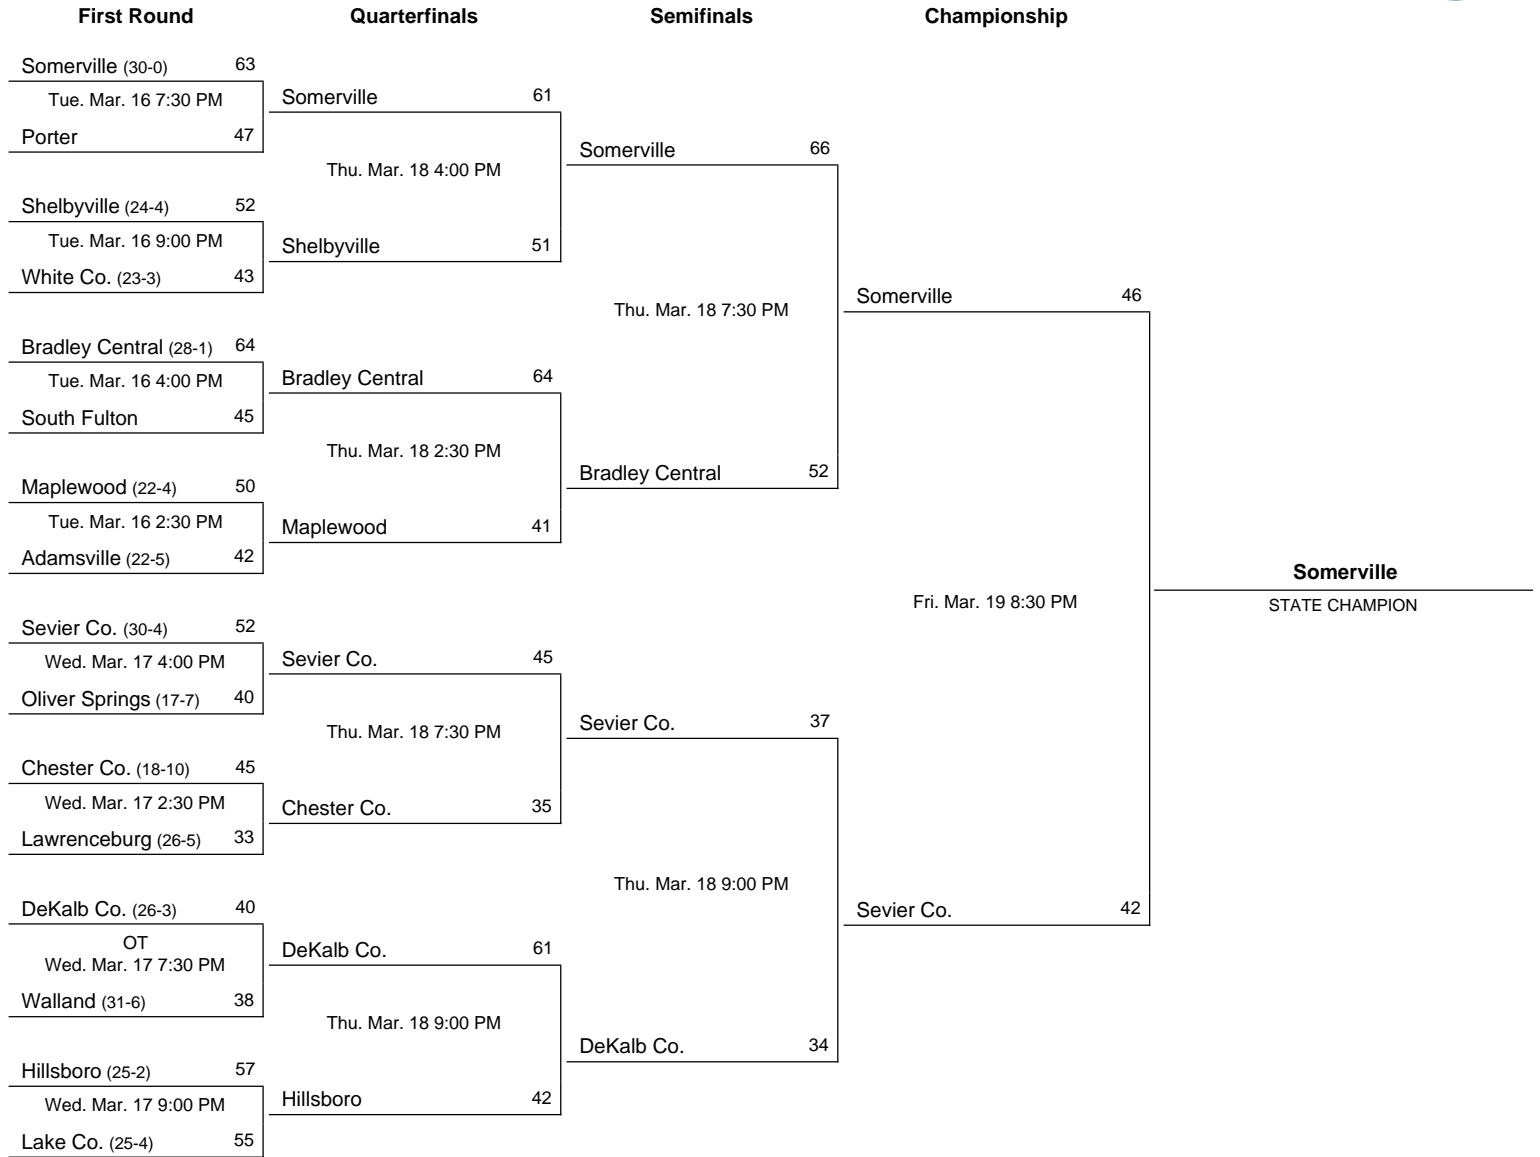 First Round
Quarterfinals
Semifinals
Championship
Somerville (30-0) 63
Tue. Mar. 16 7:30 PM
Porter 47
Shelbyville (24-4) 52
Tue. Mar. 16 9:00 PM
White Co. (23-3) 43
Bradley Central (28-1) 64
Tue. Mar. 16 4:00 PM
South Fulton 45
Maplewood (22-4) 50
Tue. Mar. 16 2:30 PM
Adamsville (22-5) 42
Sevier Co. (30-4) 52
Wed. Mar. 17 4:00 PM
Oliver Springs (17-7) 40
Chester Co. (18-10) 45
Wed. Mar. 17 2:30 PM
Lawrenceburg (26-5) 33
DeKalb Co. (26-3) 40
OT
Wed. Mar. 17 7:30 PM
Walland (31-6) 38
Hillsboro (25-2) 57
Wed. Mar. 17 9:00 PM
Lake Co. (25-4) 55
Somerville 61
Thu. Mar. 18 4:00 PM
Shelbyville 51
Bradley Central 64
Thu. Mar. 18 2:30 PM
Maplewood 41
Sevier Co. 45
Thu. Mar. 18 7:30 PM
Chester Co. 35
DeKalb Co. 61
Thu. Mar. 18 9:00 PM
Hillsboro 42
Somerville 66
Thu. Mar. 18 7:30 PM
Bradley Central 52
Sevier Co. 37
Thu. Mar. 18 9:00 PM
DeKalb Co. 34
Somerville 46
Fri. Mar. 19 8:30 PM
Sevier Co. 42
Somerville
STATE CHAMPION